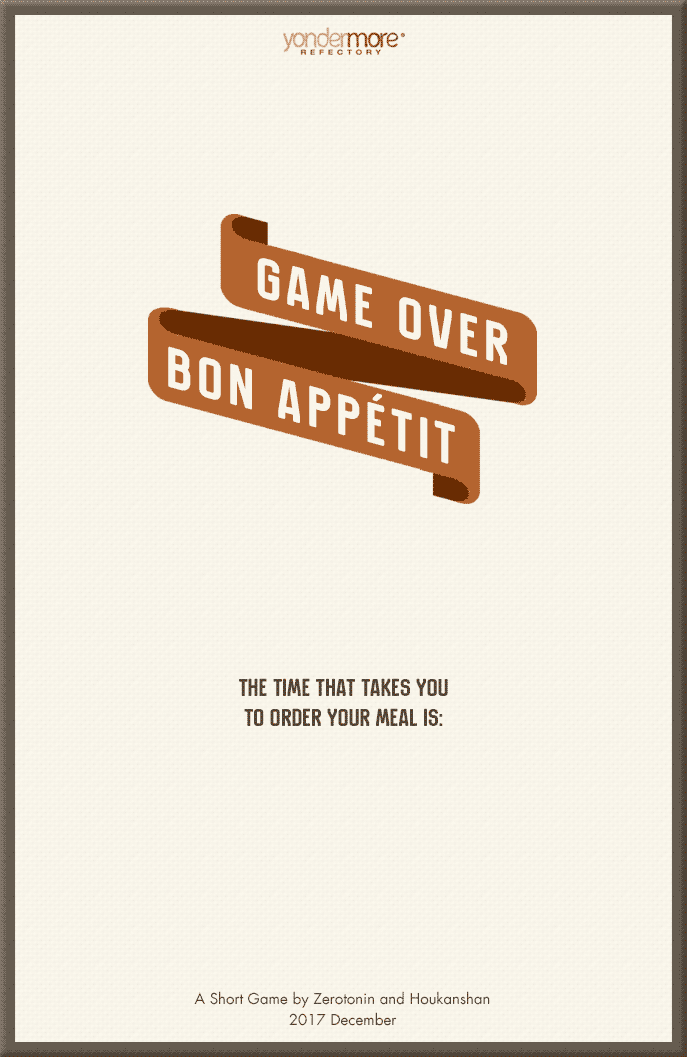 yondermore®
REFECTORY
GAME OVER
BON APPÉTIT
THE TIME THAT TAKES YOU
TO ORDER YOUR MEAL IS:
A Short Game by Zerotonin and Houkanshan
2017 December